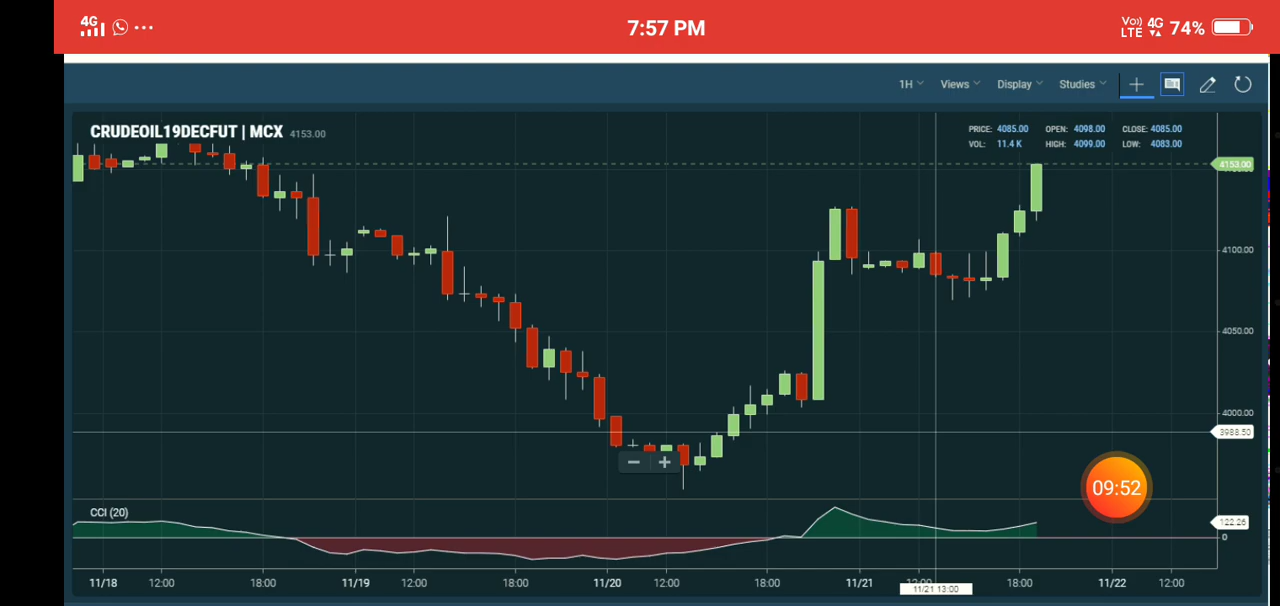 4G ... 7:57 PM Vo) LTE 4G 74%
1H Views Display Studies
CRUDEOIL19DECFUT | MCX 4153.00
PRICE: 4085.00 OPEN: 4098.00 CLOSE: 4085.00
VOL: 11.4 K HIGH: 4099.00 LOW: 4083.00
4153.00
4100.00
4050.00
4000.00
3988.50
09:52
CCI (20)
122.26
0
11/18 12:00 18:00 11/19 12:00 18:00 11/20 12:00 18:00 11/21 12:00 18:00 11/22 12:00
11/21 13:00